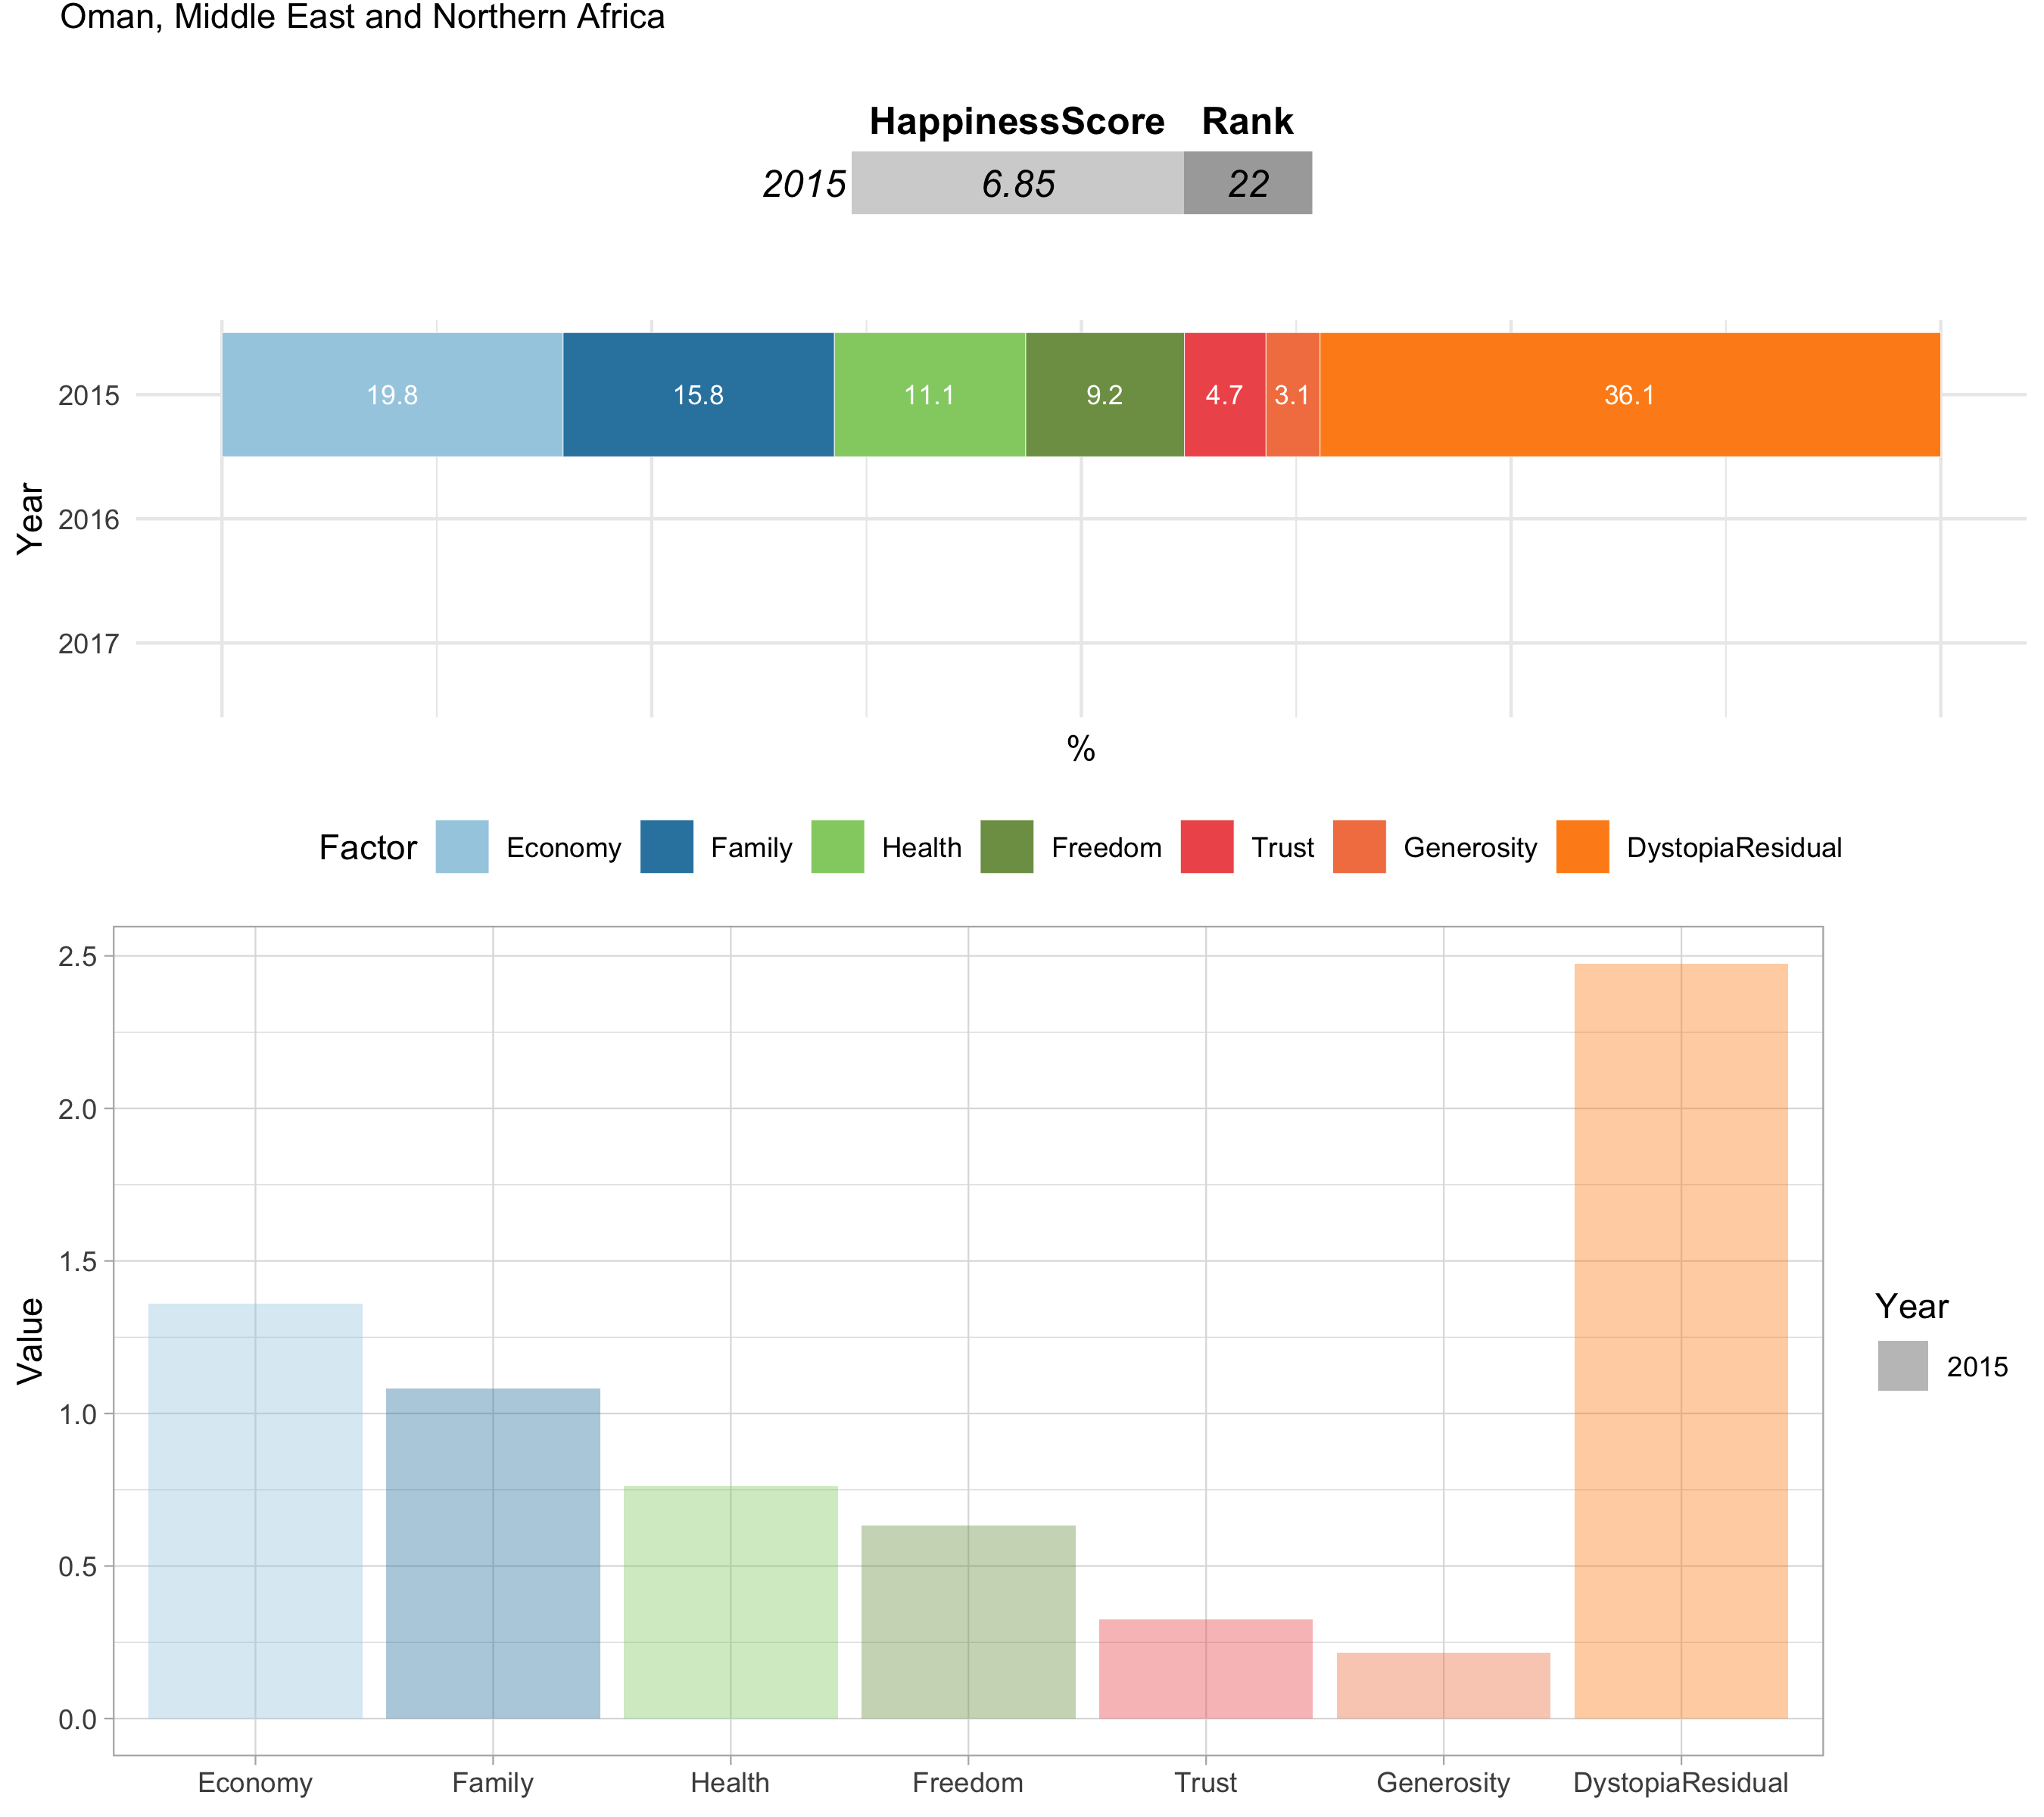 Oman, Middle East and Northern Africa
HappinessScore Rank
2015 6.85 22
2015 19.8 15.8 11.1 9.2 4.7 3.1 36.1
Year
2016
2017
%
Factor Economy Family Health Freedom Trust Generosity DystopiaResidual
2.5
2.0
1.5
Value
1.0
0.5
0.0
Year
2015
Economy Family Health Freedom Trust Generosity DystopiaResidual